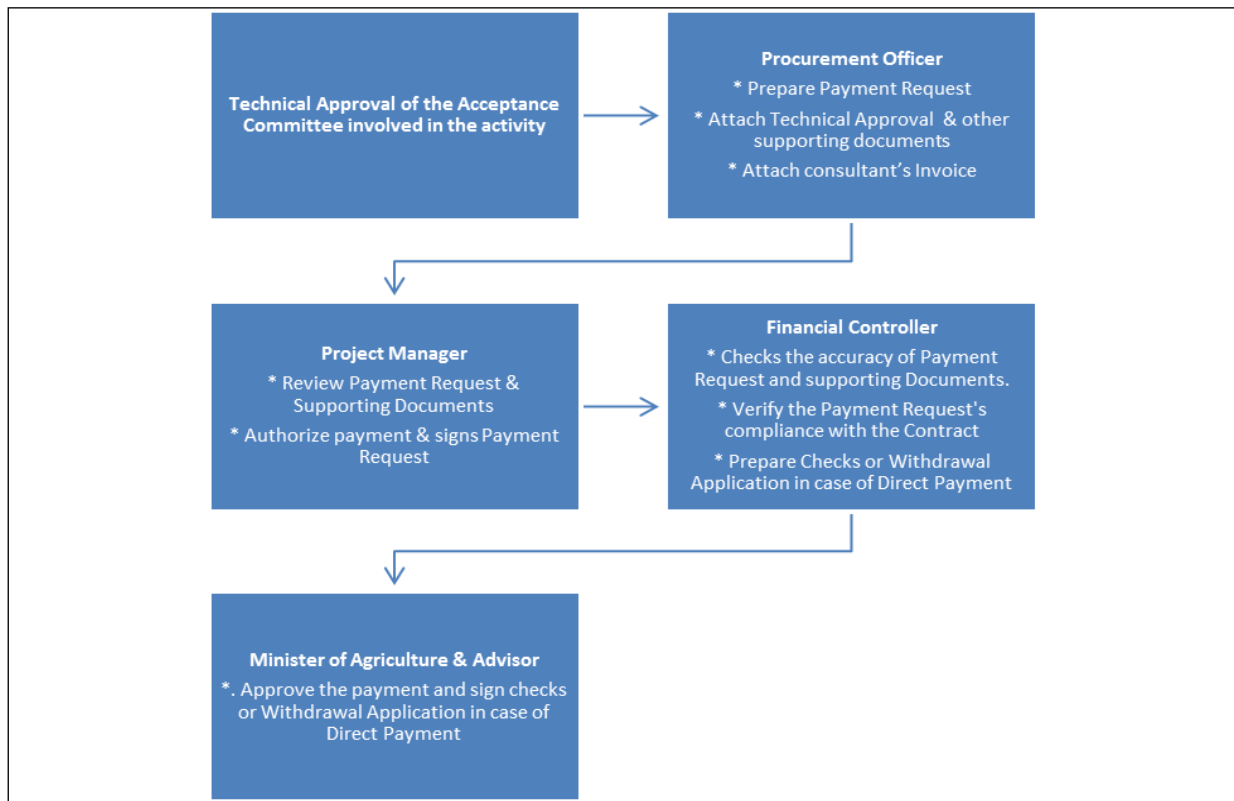 Technical Approval of the Acceptance
Committee involved in the activity
Procurement Officer
* Prepare Payment Request
* Attach Technical Approval & other
supporting documents
* Attach consultant’s Invoice
Project Manager
* Review Payment Request &
Supporting Documents
* Authorize payment & signs Payment
Request
Financial Controller
* Checks the accuracy of Payment
Request and supporting Documents.
* Verify the Payment Request's
compliance with the Contract
* Prepare Checks or Withdrawal
Application in case of Direct Payment
Minister of Agriculture & Advisor
*. Approve the payment and sign checks
or Withdrawal Application in case of
Direct Payment